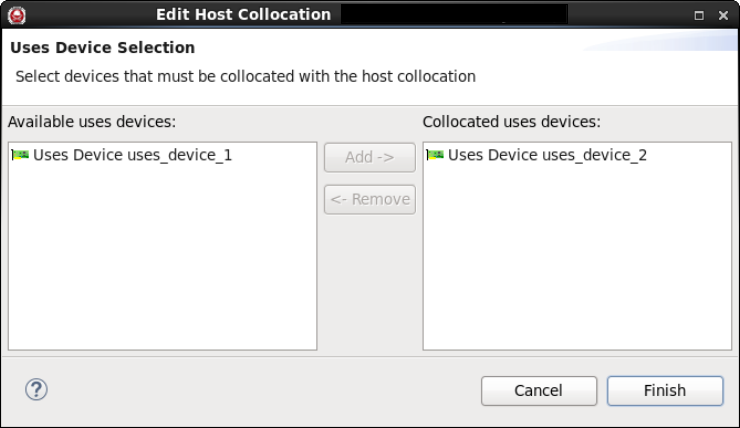 Edit Host Collocation
Uses Device Selection
Select devices that must be collocated with the host collocation
Available uses devices:
Collocated uses devices:
Uses Device uses_device_1
Add ->
Uses Device uses_device_2
<- Remove
Cancel
Finish